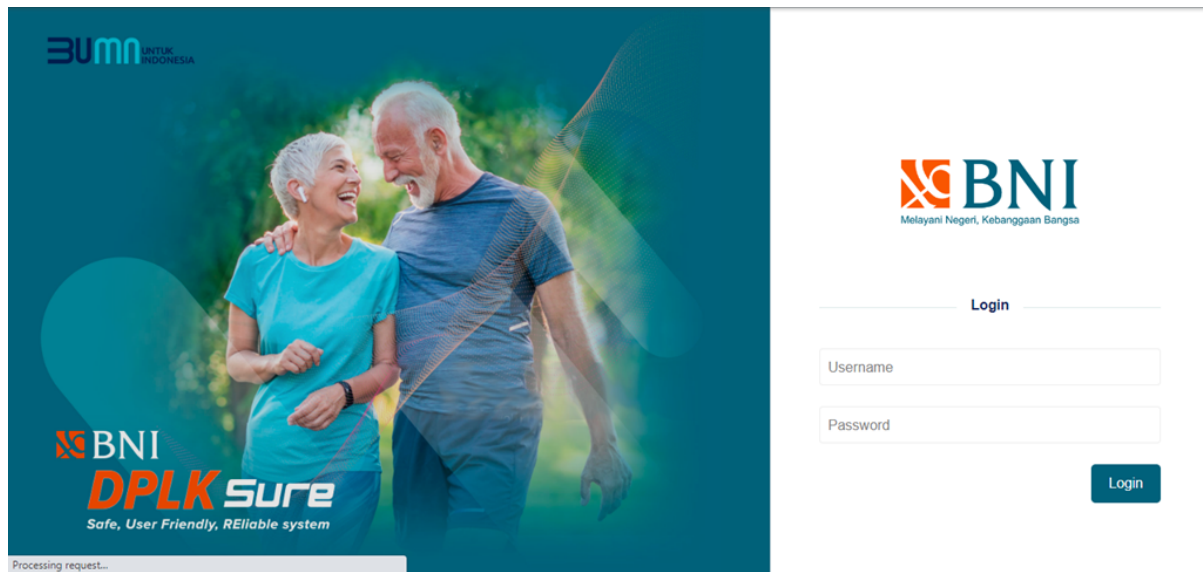 BUMN UNTUK
INDONESIA
BNI
DPLK Sure
Safe, User Friendly, REliable system
Processing request...
BNI
Melayani Negeri, Kebanggaan Bangsa
Login
Username
Password
Login